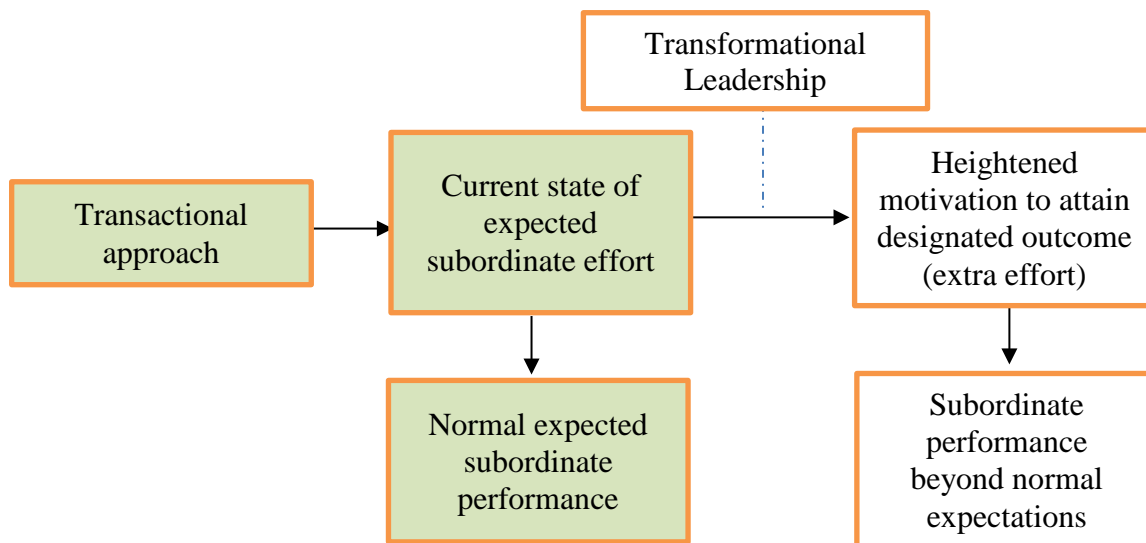 Transformational
Leadership
Transactional
approach
Current state of
expected
subordinate effort
Heightened
motivation to attain
designated outcome
(extra effort)
Normal expected
subordinate
performance
Subordinate
performance
beyond normal
expectations